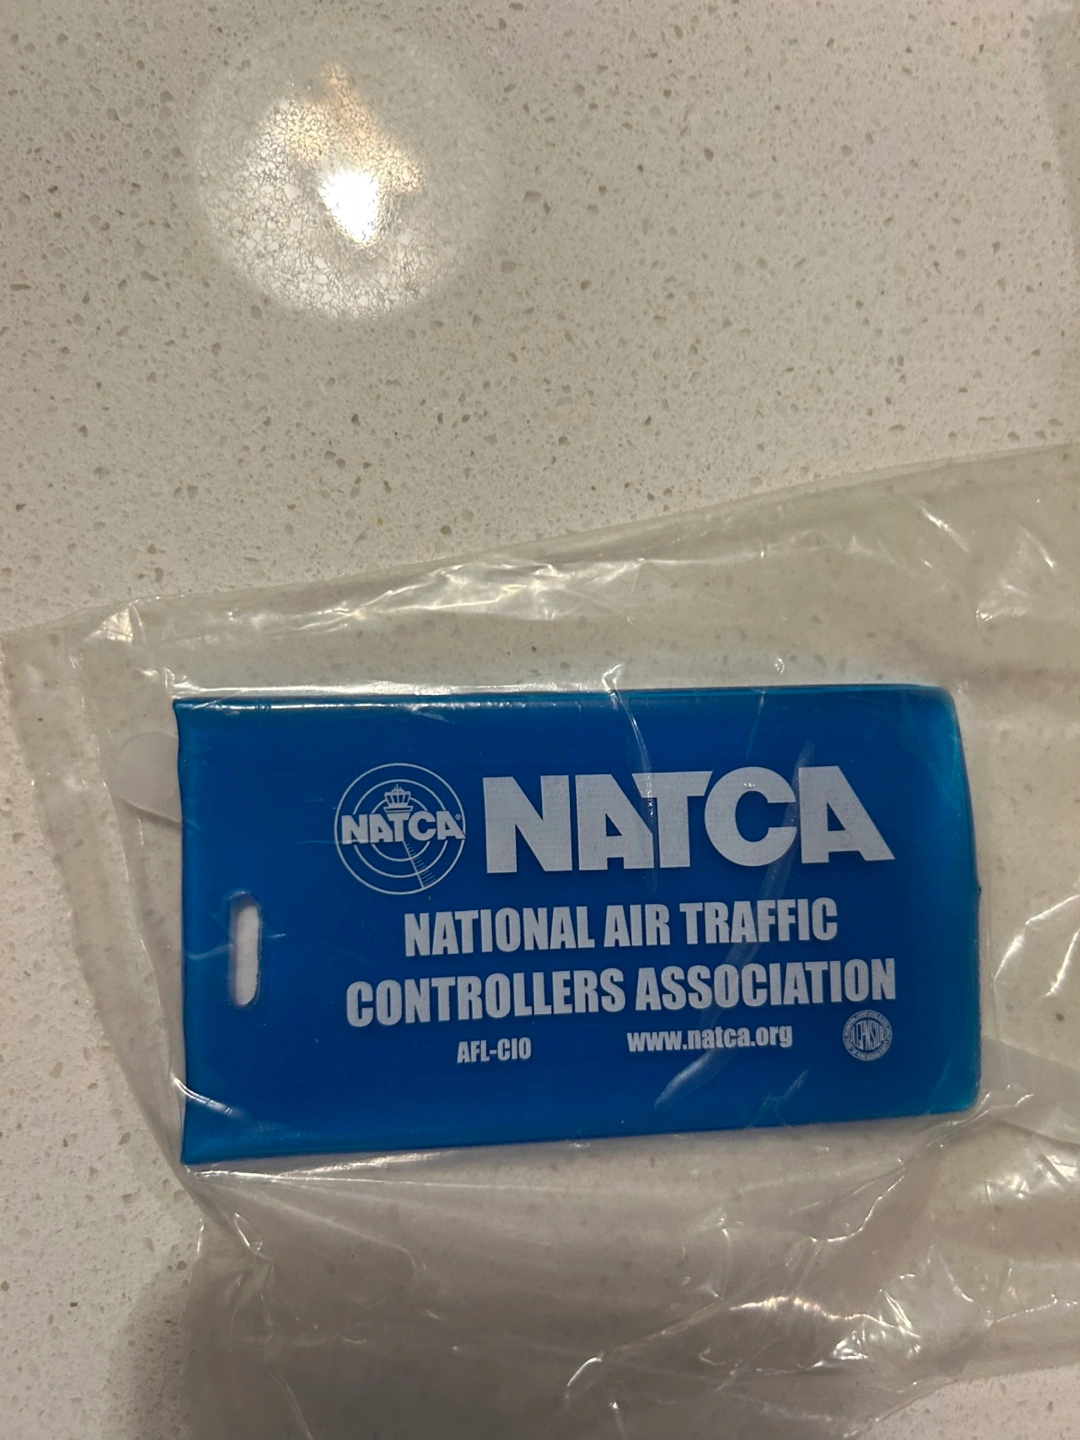 NATCA
NATCA
NATIONAL AIR TRAFFIC
CONTROLLERS ASSOCIATION
AFL-CIO www.natca.org